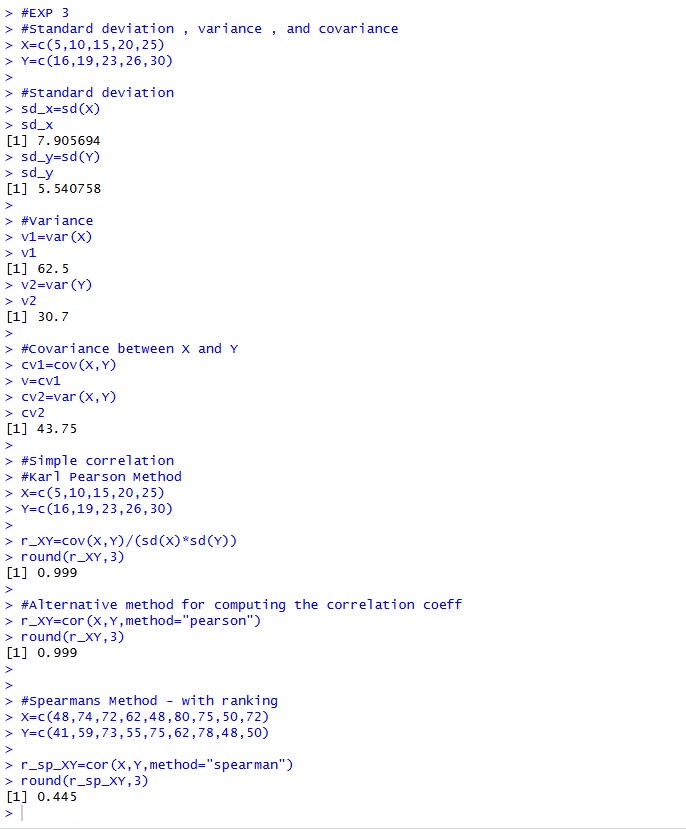 > #EXP 3
> #Standard deviation , variance , and covariance
> X=c(5,10,15,20,25)
> Y=c(16,19,23,26,30)
>
> #Standard deviation
> sd_x=sd(X)
> sd_x
[1] 7.905694
> sd_y=sd(Y)
> sd_y
[1] 5.540758
>
> #Variance
> v1=var(X)
> v1
[1] 62.5
> v2=var(Y)
> v2
[1] 30.7
>
> #Covariance between X and Y
> cv1=cov(X,Y)
> v=cv1
> cv2=var(X,Y)
> cv2
[1] 43.75
>
> #Simple correlation
> #Karl Pearson Method
> X=c(5,10,15,20,25)
> Y=c(16,19,23,26,30)
>
> r_XY=cov(X,Y)/(sd(X)*sd(Y))
> round(r_XY,3)
[1] 0.999
>
> #Alternative method for computing the correlation coeff
> r_XY=cor(X,Y,method="pearson")
> round(r_XY,3)
[1] 0.999
>
>
> #Spearmans Method - with ranking
> X=c(48,74,72,62,48,80,75,50,72)
> Y=c(41,59,73,55,75,62,78,48,50)
>
> r_sp_XY=cor(X,Y,method="spearman")
> round(r_sp_XY,3)
[1] 0.445
>